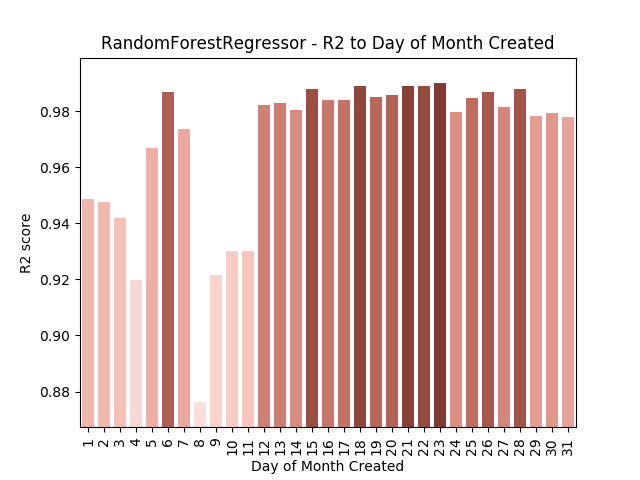 RandomForestRegressor - R2 to Day of Month Created
R2 score
0.98
0.96
0.94
0.92
0.90
0.88
1 2 3 4 5 6 7 8 9 10 11 12 13 14 15 16 17 18 19 20 21 22 23 24 25 26 27 28 29 30 31
Day of Month Created